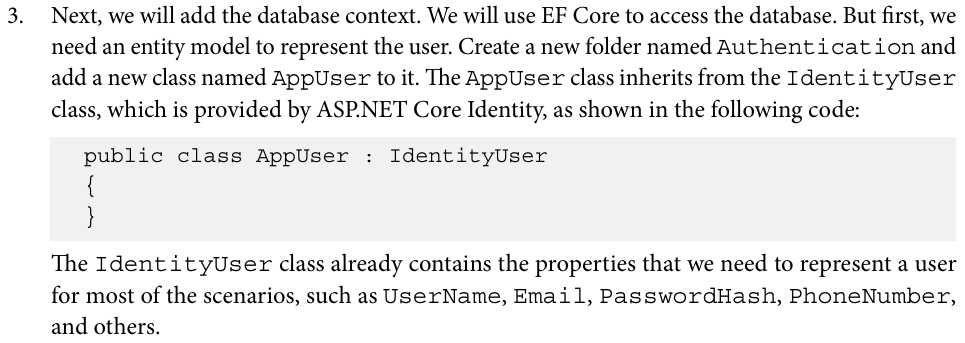 3. Next, we will add the database context. We will use EF Core to access the database. But first, we
need an entity model to represent the user. Create a new folder named Authentication and
add a new class named AppUser to it. The AppUser class inherits from the IdentityUser
class, which is provided by ASP.NET Core Identity, as shown in the following code:
public class AppUser : IdentityUser
{
}
The IdentityUser class already contains the properties that we need to represent a user
for most of the scenarios, such as UserName, Email, PasswordHash, PhoneNumber,
and others.